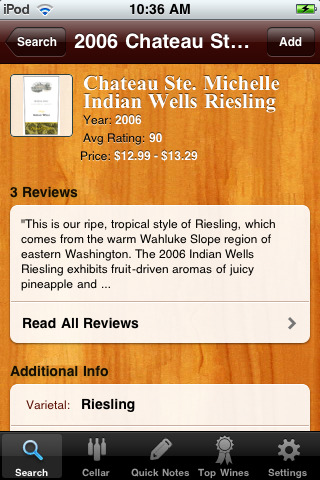 iPod 10:36 AM
Search 2006 Chateau St... Add
Chateau Ste. Michelle
Indian Wells Riesling
Year: 2006
Avg Rating: 90
Price: $12.99 - $13.29
3 Reviews
"This is our ripe, tropical style of Riesling, which
comes from the warm Wahluke Slope region of
eastern Washington. The 2006 Indian Wells
Riesling exhibits fruit-driven aromas of juicy
pineapple and ...
Read All Reviews
Additional Info
Varietal: Riesling
Search Cellar Quick Notes Top Wines Settings